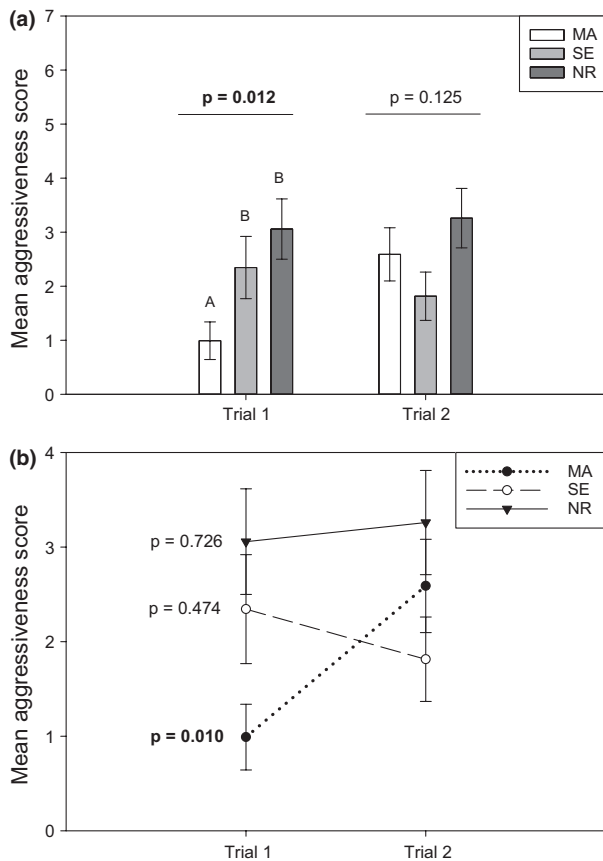 (a)
7
6
5
4
3
2
1
0
Mean aggressiveness score
MA
SE
NR
p = 0.012
p = 0.125
A
B
B
Trial 1 Trial 2
(b)
4
3
2
1
0
Mean aggressiveness score
MA
SE
NR
p = 0.726
p = 0.474
p = 0.010
Trial 1 Trial 2